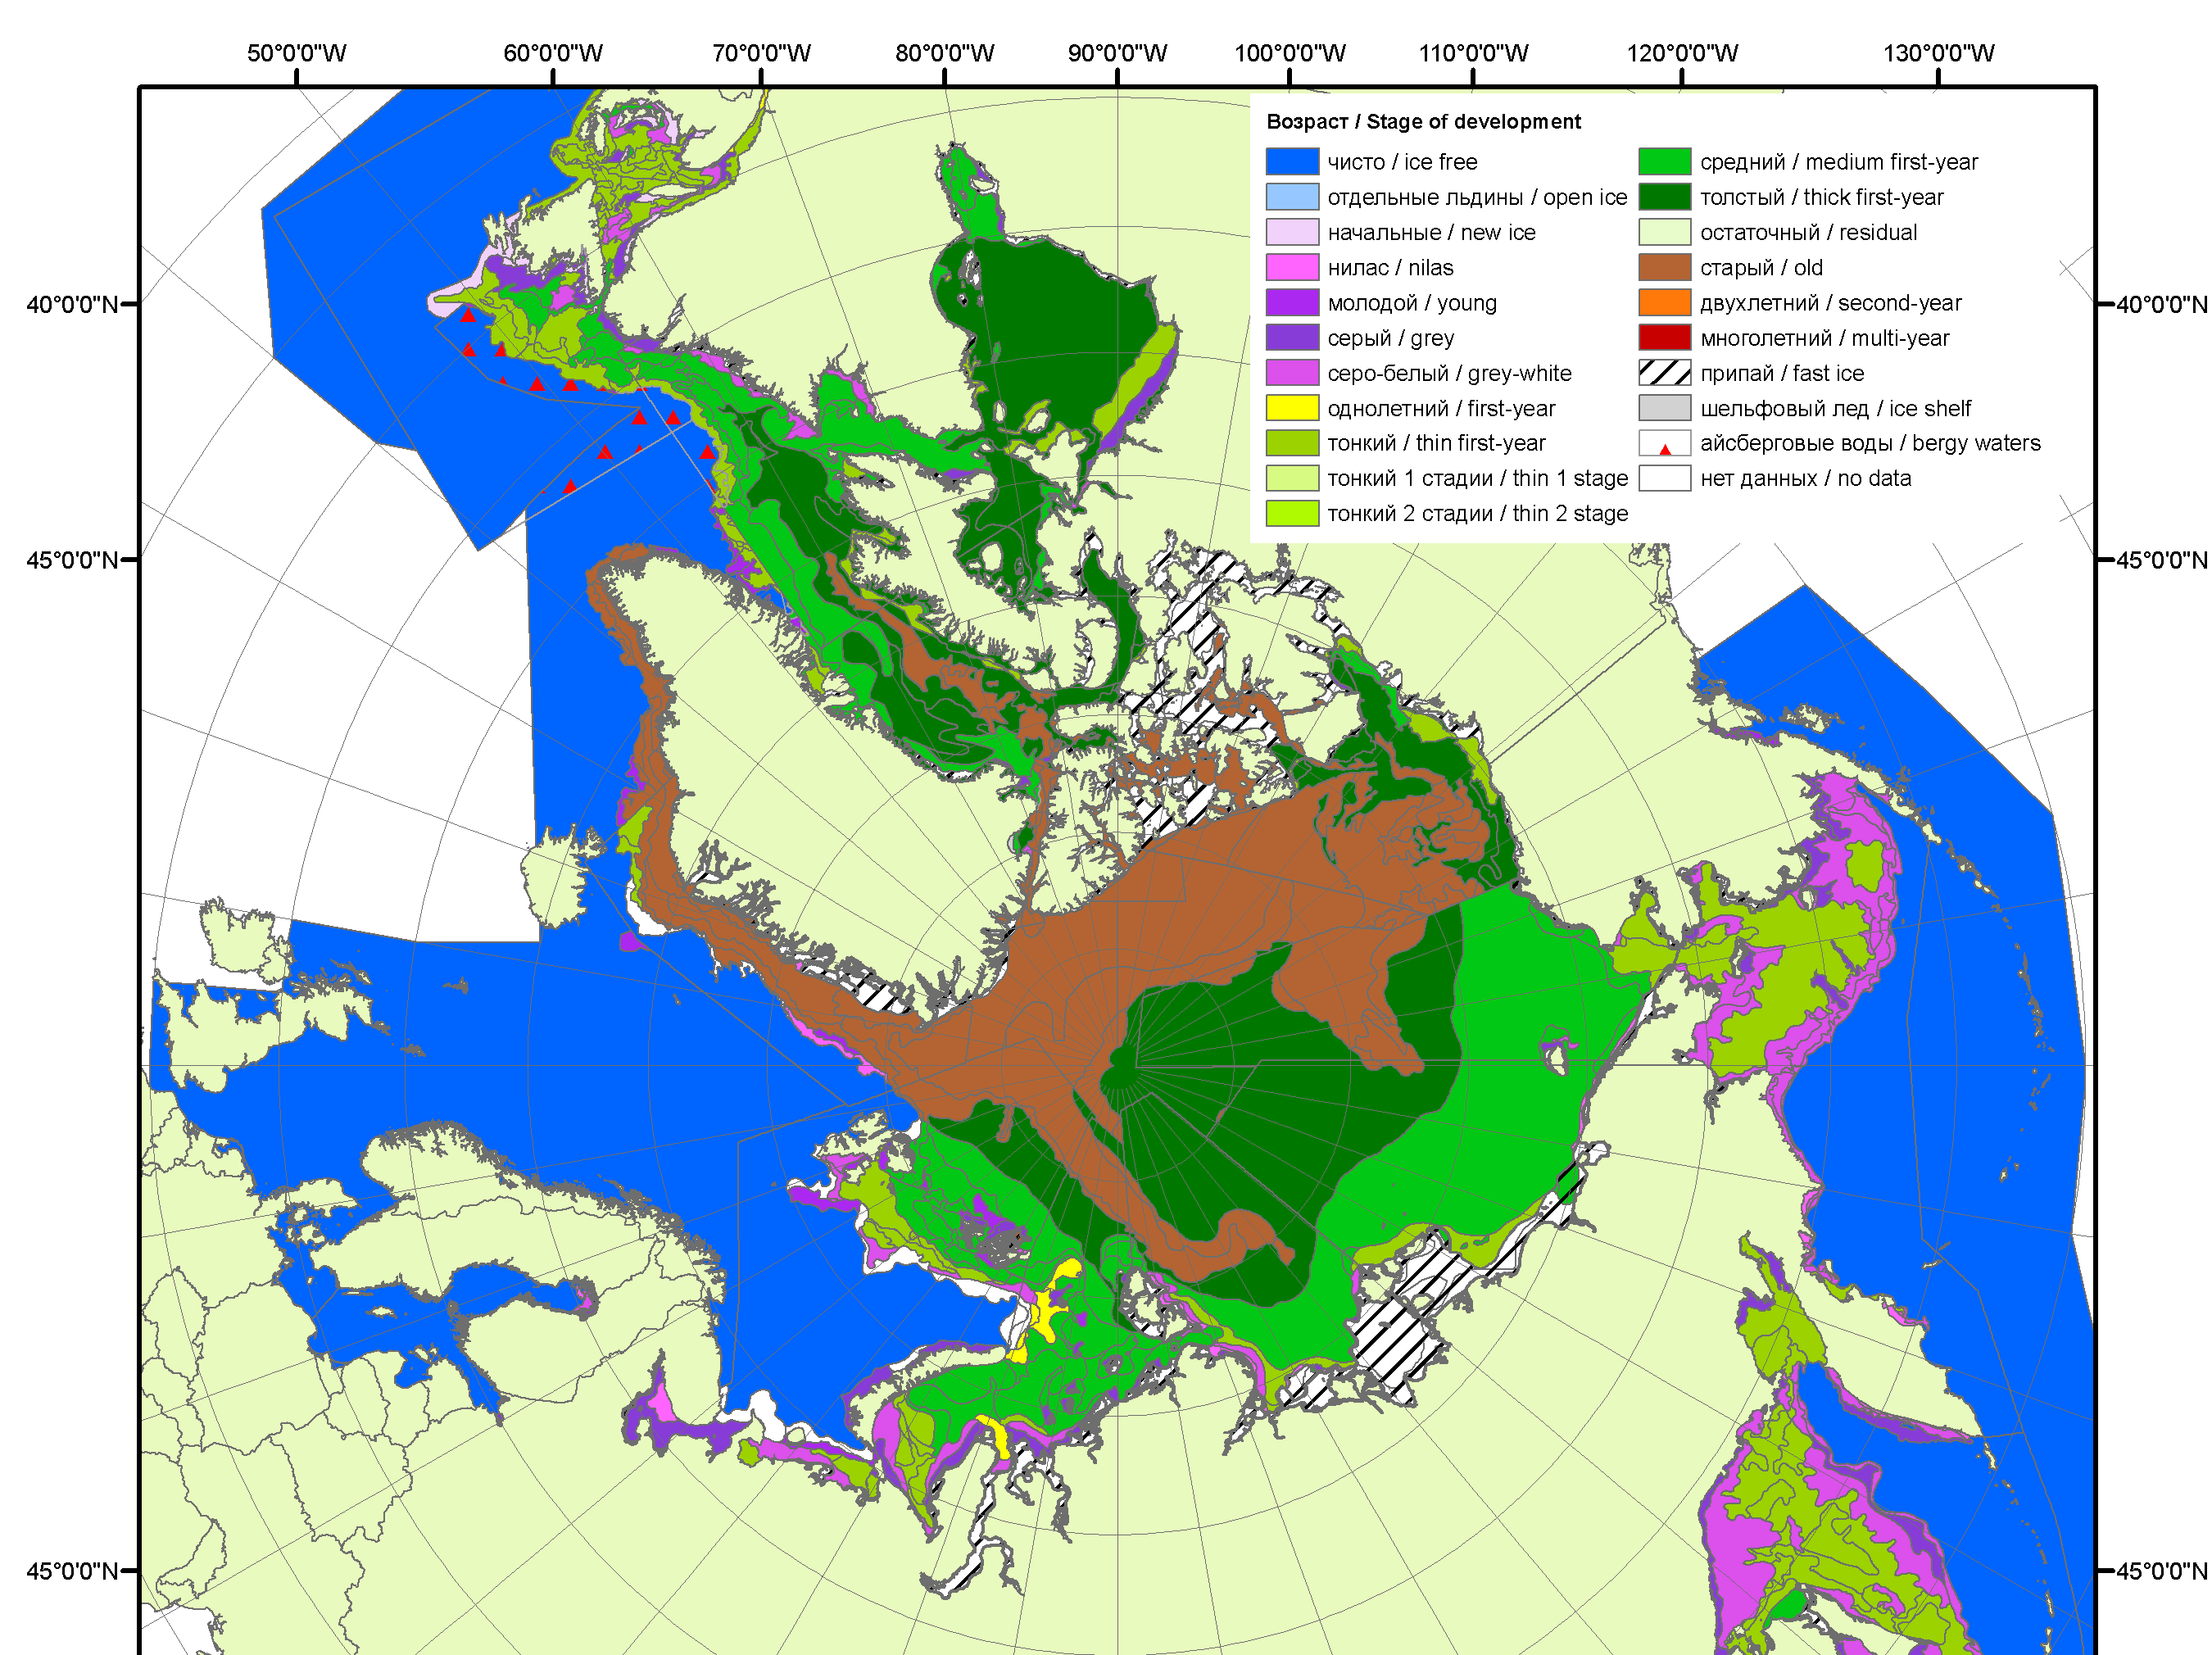 50°0'0"W 60°0'0"W 70°0'0"W 80°0'0"W 90°0'0"W 100°0'0"W 110°0'0"W 120°0'0"W 130°0'0"W
Возраст / Stage of development
чисто / ice free
отдельные льдины / open ice
начальные / new ice
нилас / nilas
молодой / young
серый / grey
серо-белый / grey-white
однолетний / first-year
тонкий / thin first-year
тонкий 1 стадии / thin 1 stage
тонкий 2 стадии / thin 2 stage
средний / medium first-year
толстый / thick first-year
остаточный / residual
старый / old
двухлетний / second-year
многолетний / multi-year
припай / fast ice
шельфовый лед / ice shelf
айсберговые воды / bergy waters
нет данных / no data
40°0'0"N 40°0'0"N
45°0'0"N 45°0'0"N
45°0'0"N 45°0'0"N